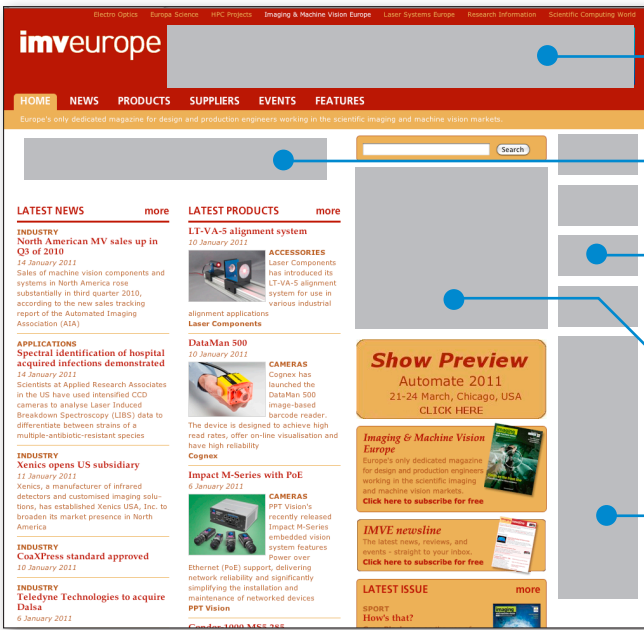 Electro Optics Europa Science HPC Projects Imaging & Machine Vision Europe Laser Systems Europe Research Information Scientific Computing World
imveurope
HOME NEWS PRODUCTS SUPPLIERS EVENTS FEATURES
Europe's only dedicated magazine for design and production engineers working in the scientific imaging and machine vision markets.
Search
LATEST NEWS more
INDUSTRY
North American MV sales up in
Q3 of 2010
14 January 2011
Sales of machine vision components and
systems in North America rose
substantially in third quarter 2010,
according to the new sales tracking
report of the Automated Imaging
Association (AIA)
APPLICATIONS
Spectral identification of hospital
acquired infections demonstrated
14 January 2011
Scientists at Applied Research Associates
in the US have used intensified CCD
cameras to analyse Laser Induced
Breakdown Spectroscopy (LIBS) data to
differentiate between strains of a
multiple-antibiotic-resistant species
INDUSTRY
Xenics opens US subsidiary
11 January 2011
Xenics, a manufacturer of infrared
detectors and customised imaging solu-
tions, has established Xenics USA, Inc. to
broaden its market presence in North
America
INDUSTRY
CoaXPress standard approved
10 January 2011
INDUSTRY
Teledyne Technologies to acquire
Dalsa
6 January 2011
LATEST PRODUCTS more
LT-VA-5 alignment system
10 January 2011
ACCESSORIES
Laser Components
has introduced its
LT-VA-5 alignment
system for use in
various industrial
alignment applications
Laser Components
DataMan 500
10 January 2011
CAMERAS
Cognex has
launched the
DataMan 500
image-based
barcode reader.
The device is designed to achieve high
read rates, offer on-line visualisation and
have high reliability
Cognex
Impact M-Series with PoE
6 January 2011
CAMERAS
PPT Vision's
recently released
Impact M-Series
embedded vision
system features
Power over
Ethernet (PoE) support, delivering
network reliability and significantly
simplifying the installation and
maintenance of networked devices
PPT Vision
Show Preview
Automate 2011
21-24 March, Chicago, USA
CLICK HERE
Imaging & Machine Vision
Europe
Europe's only dedicated magazine
for design and production engineers
working in the scientific imaging
and machine vision markets.
Click here to subscribe for free
IMVE newsline
The latest news, reviews, and
events - straight to your inbox.
Click here to subscribe for free
LATEST ISSUE more
SPORT
How's that?